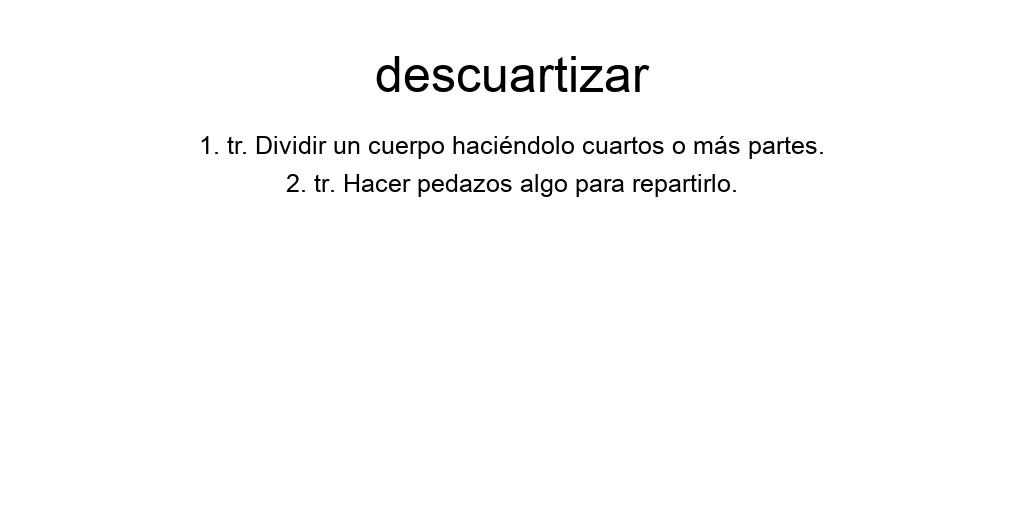 descuartizar
1. tr. Dividir un cuerpo haciéndolo cuartos o más partes.
2. tr. Hacer pedazos algo para repartirlo.